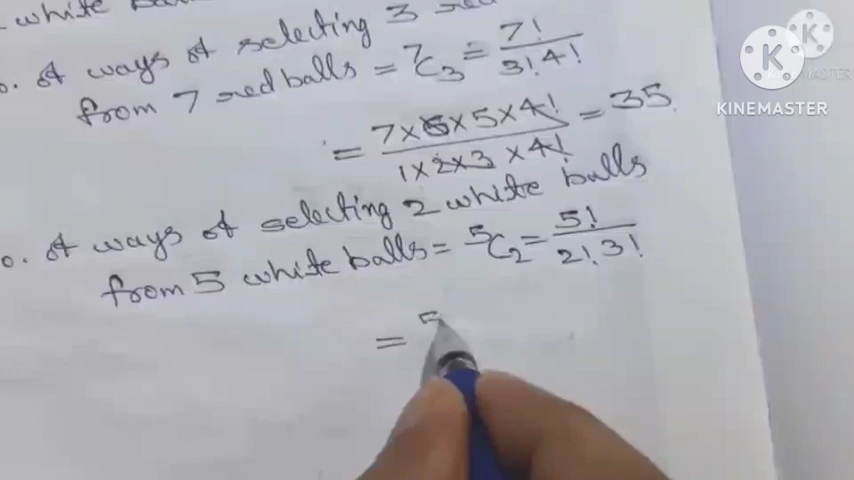 white
o. of ways of selecting 3 red
from 7 red balls = ⁷C₃ = 7!/3!4!
= 7×6×5×4!/1×2×3×4! = 35
o. of ways of selecting 2 white balls
from 5 white balls = ⁵C₂ = 5!/2!3!
= 5
K
KINEMASTER
K
KINEMASTER